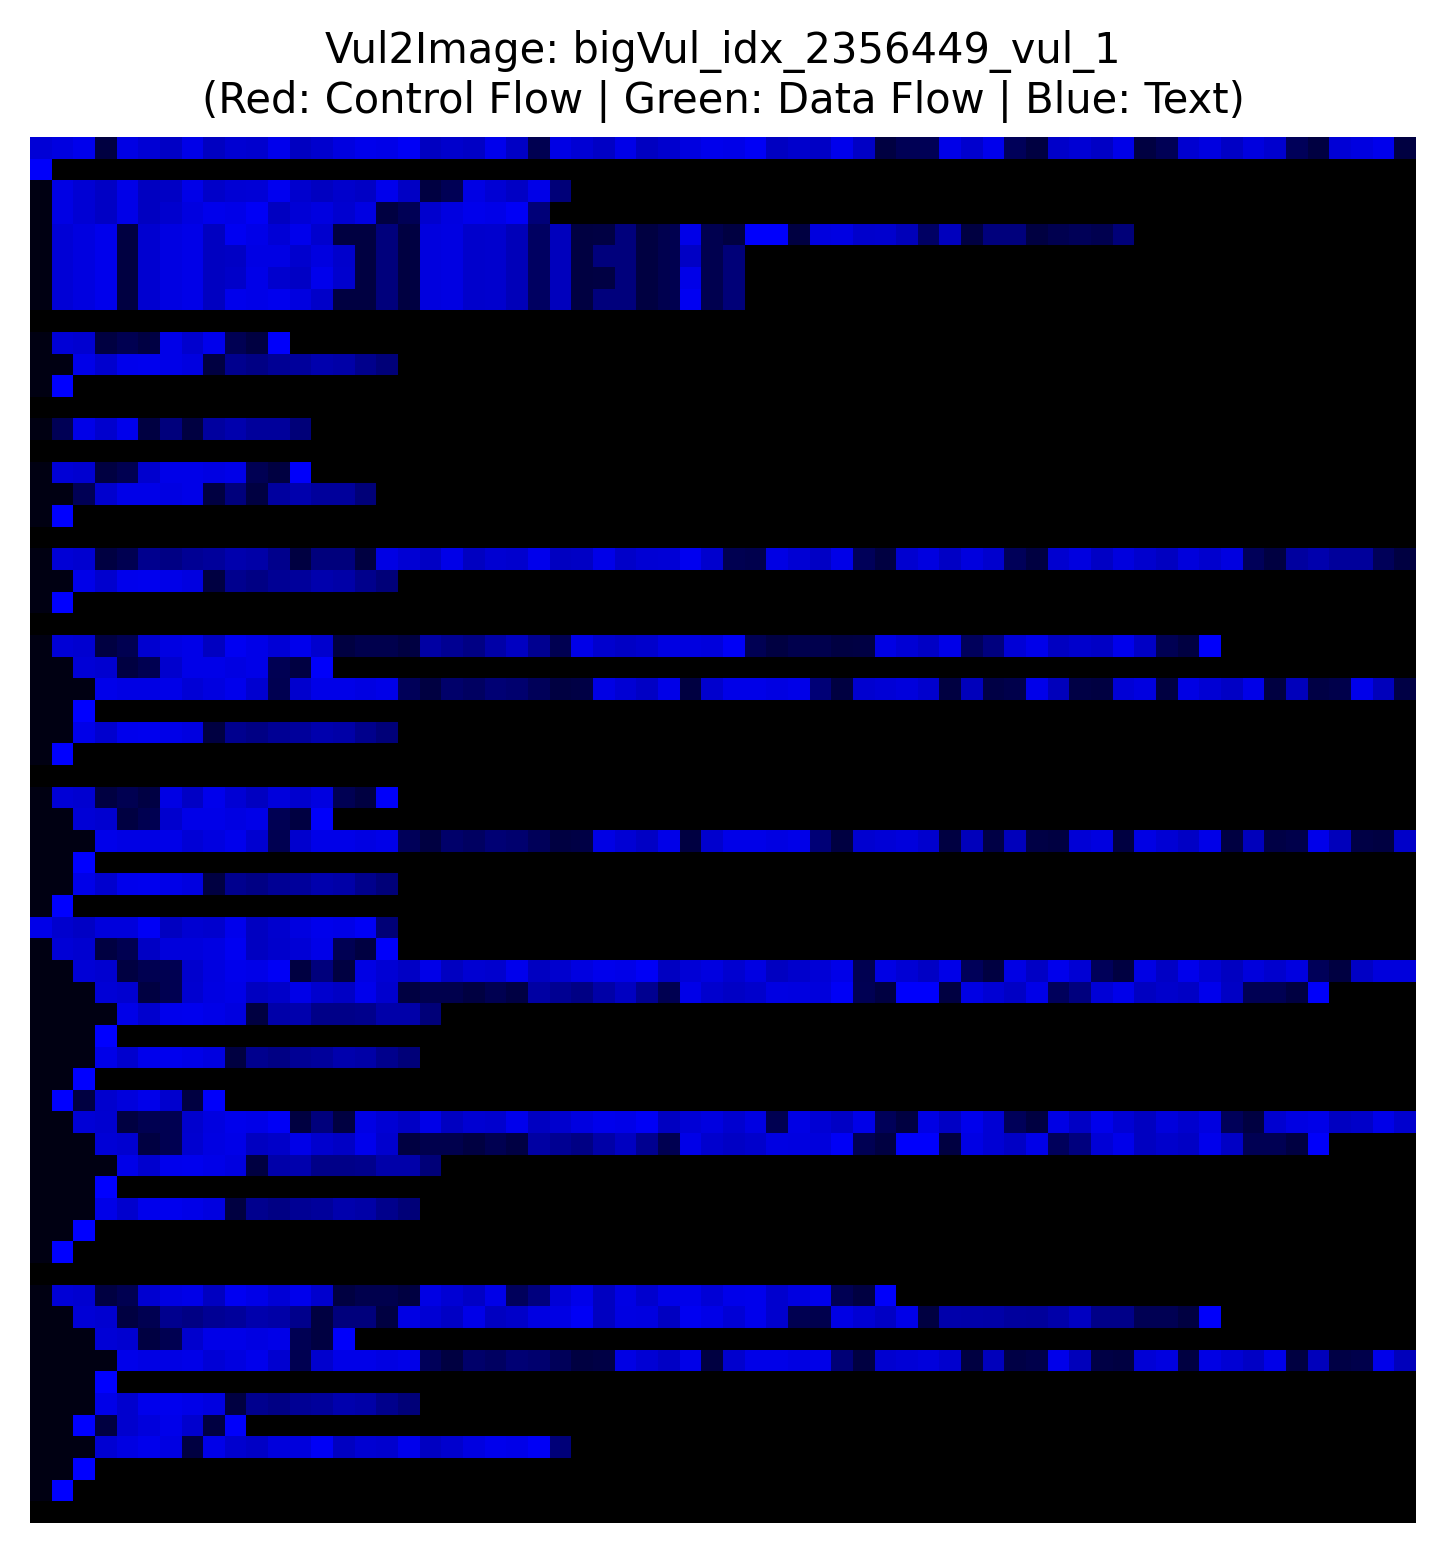 Vul2Image: bigVul_idx_2356449_vul_1
(Red: Control Flow | Green: Data Flow | Blue: Text)